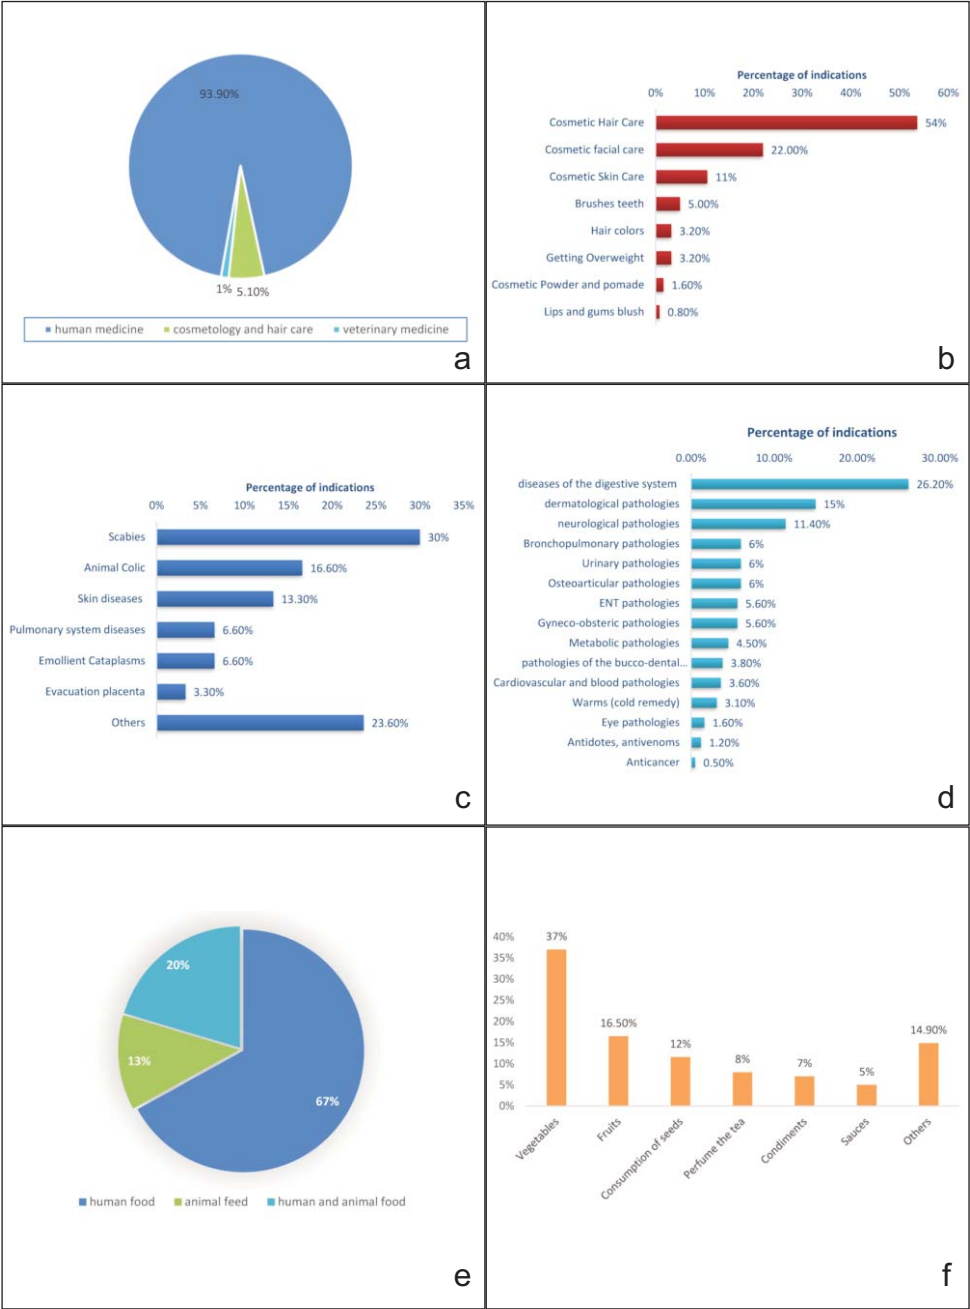 93.90%
1% 5.10%
human medicine cosmetology and hair care veterinary medicine
a
Percentage of indications
0% 10% 20% 30% 40% 50% 60%
Cosmetic Hair Care 54%
Cosmetic facial care 22.00%
Cosmetic Skin Care 11%
Brushes teeth 5.00%
Hair colors 3.20%
Getting Overweight 3.20%
Cosmetic Powder and pomade 1.60%
Lips and gums blush 0.80%
b
Percentage of indications
0% 5% 10% 15% 20% 25% 30% 35%
Scabies 30%
Animal Colic 16.60%
Skin diseases 13.30%
Pulmonary system diseases 6.60%
Emollient Cataplasms 6.60%
Evacuation placenta 3.30%
Others 23.60%
c
Percentage of indications
0.00% 10.00% 20.00% 30.00%
diseases of the digestive system 26.20%
dermatological pathologies 15%
neurological pathologies 11.40%
Bronchopulmonary pathologies 6%
Urinary pathologies 6%
Osteoarticular pathologies 6%
ENT pathologies 5.60%
Gyneco-obsteric pathologies 5.60%
Metabolic pathologies 4.50%
pathologies of the bucco-dental... 3.80%
Cardiovascular and blood pathologies 3.60%
Warms (cold remedy) 3.10%
Eye pathologies 1.60%
Antidotes, antivenoms 1.20%
Anticancer 0.50%
d
20%
13%
67%
human food animal feed human and animal food
e
40%
35%
30%
25%
20%
15%
10%
5%
0%
37%
16.50%
12%
8%
7%
5%
14.90%
Vegetables
Fruits
Consumption of seeds
Perfume the tea
Condiments
Sauces
Others
f